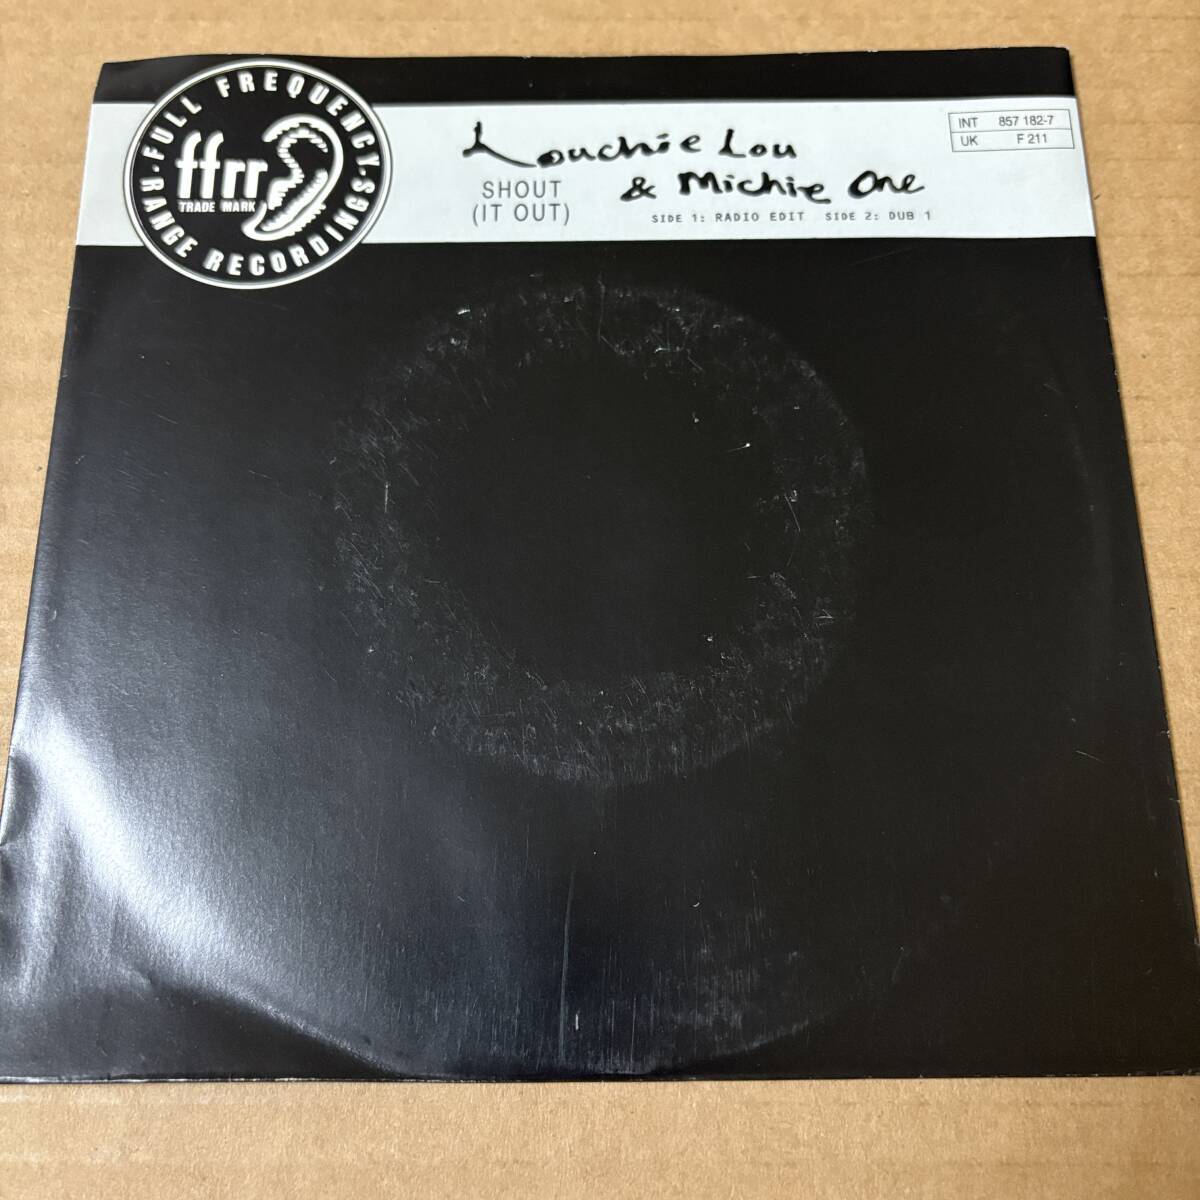 FULL FREQUENCY
RANGE RECORDINGS
ffrr
TRADE MARK
Louchie Lou
& Michie One
SHOUT
(IT OUT)
SIDE 1: RADIO EDIT SIDE 2: DUB 1
INT 857 182-7
UK F 211